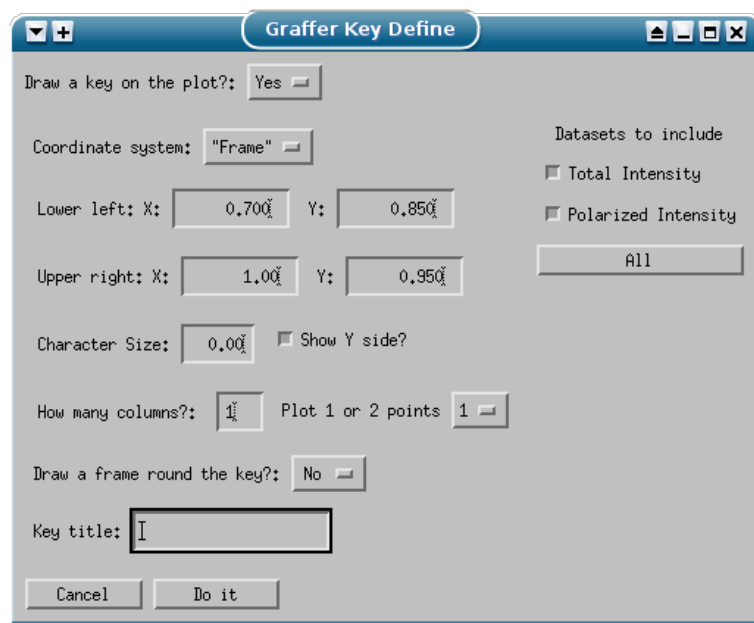 Graffer Key Define
Draw a key on the plot?: Yes
Coordinate system: "Frame"
Lower left: X: 0.700 Y: 0.850
Upper right: X: 1.00 Y: 0.950
Character Size: 0.00 Show Y side?
How many columns?: 1 Plot 1 or 2 points 1
Draw a frame round the key?: No
Key title:
Cancel Do it
Datasets to include
Total Intensity
Polarized Intensity
All